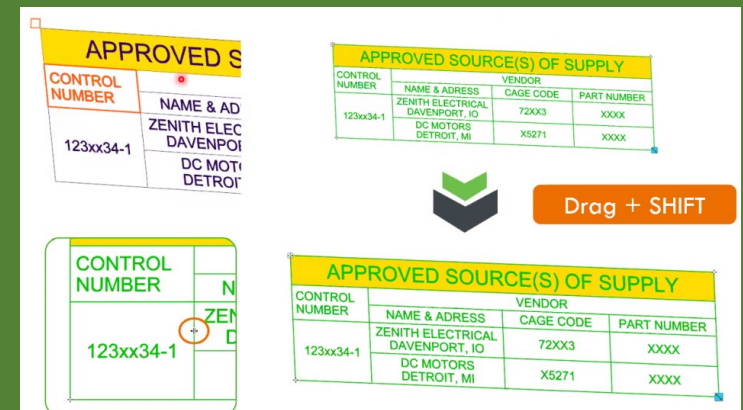 APPROVED S
CONTROL
NUMBER
NAME & AD
123xx34-1
ZENITH ELEC
DAVENPO
DC MOT
DETROI
APPROVED SOURCE(S) OF SUPPLY
CONTROL
NUMBER
VENDOR
NAME & ADRESS
CAGE CODE
PART NUMBER
123xx34-1
ZENITH ELECTRICAL
DAVENPORT, IO
72XX3
XXXX
DC MOTORS
DETROIT, MI
X5271
XXXX
Drag + SHIFT
CONTROL
NUMBER
N
ZEN
D
123xx34-1
APPROVED SOURCE(S) OF SUPPLY
CONTROL
NUMBER
VENDOR
NAME & ADRESS
CAGE CODE
PART NUMBER
123xx34-1
ZENITH ELECTRICAL
DAVENPORT, IO
72XX3
XXXX
DC MOTORS
DETROIT, MI
X5271
XXXX